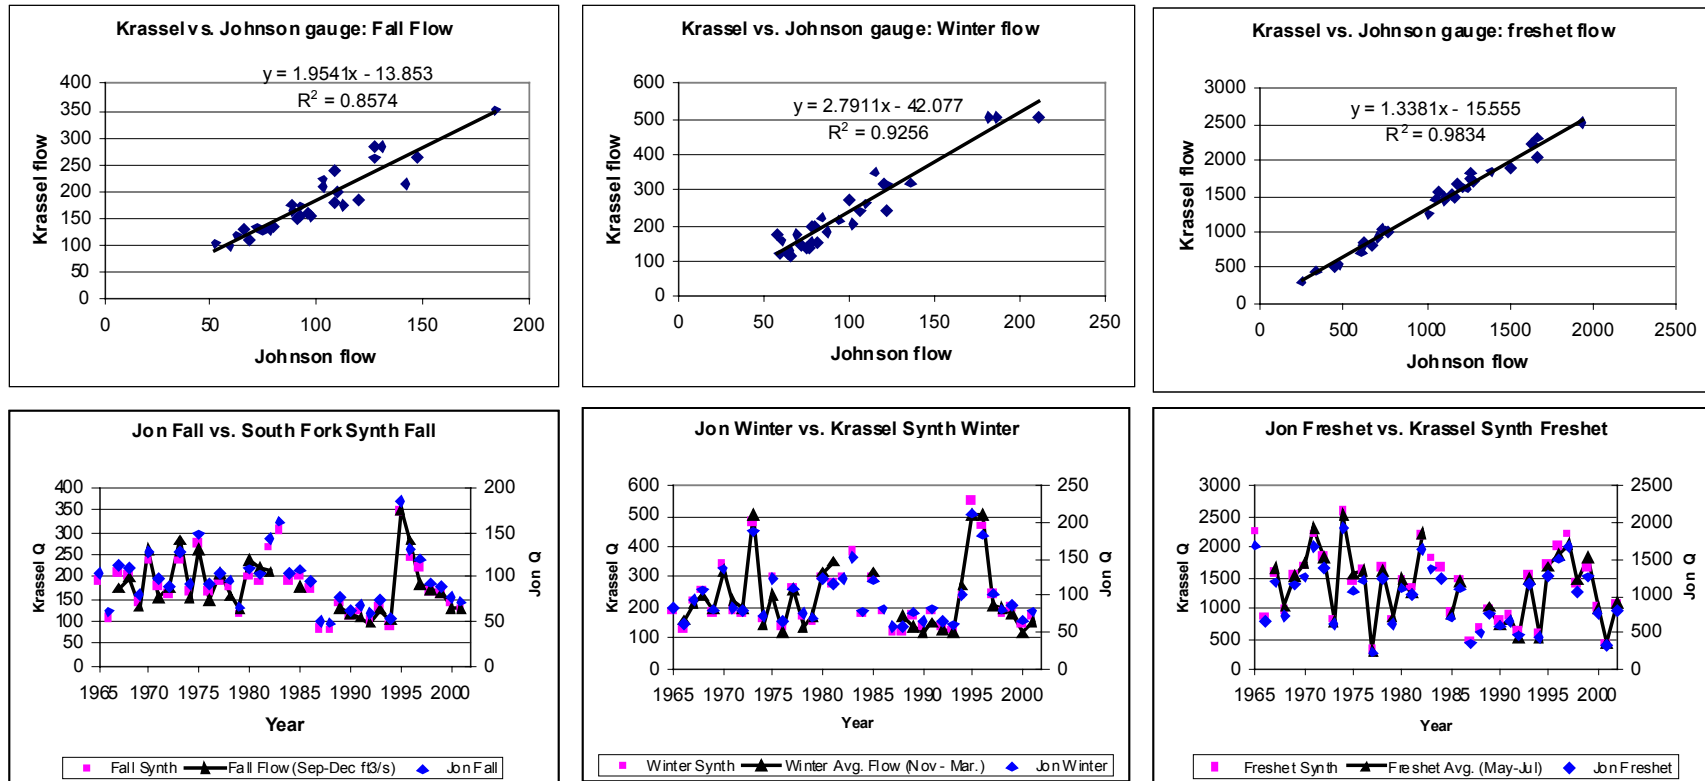 Krassel vs. Johnson gauge: Fall Flow
y = 1.9541x - 13.853
R² = 0.8574
400
350
300
250
200
150
100
50
0
0 50 100 150 200
Krassel flow
Johnson flow
Krassel vs. Johnson gauge: Winter flow
y = 2.7911x - 42.077
R² = 0.9256
600
500
400
300
200
100
0
0 50 100 150 200 250
Krassel flow
Johnson flow
Krassel vs. Johnson gauge: freshet flow
y = 1.3381x - 15.555
R² = 0.9834
3000
2500
2000
1500
1000
500
0
0 500 1000 1500 2000 2500
Krassel flow
Johnson flow
Jon Fall vs. South Fork Synth Fall
400
350
300
250
200
150
100
50
0
200
150
100
50
0
1965 1970 1975 1980 1985 1990 1995 2000
Krassel Q
Jon Q
Year
Fall Synth Fall Flow (Sep-Dec ft3/s) Jon Fall
Jon Winter vs. Krassel Synth Winter
600
500
400
300
200
100
0
250
200
150
100
50
0
1965 1970 1975 1980 1985 1990 1995 2000
Krassel Q
Jon Q
Year
Winter Synth Winter Avg. Flow (Nov - Mar.) Jon Winter
Jon Freshet vs. Krassel Synth Freshet
3000
2500
2000
1500
1000
500
0
2500
2000
1500
1000
500
0
1965 1970 1975 1980 1985 1990 1995 2000
Krassel Q
Jon Q
Year
Freshet Synth Freshet Avg. (May-Jul) Jon Freshet